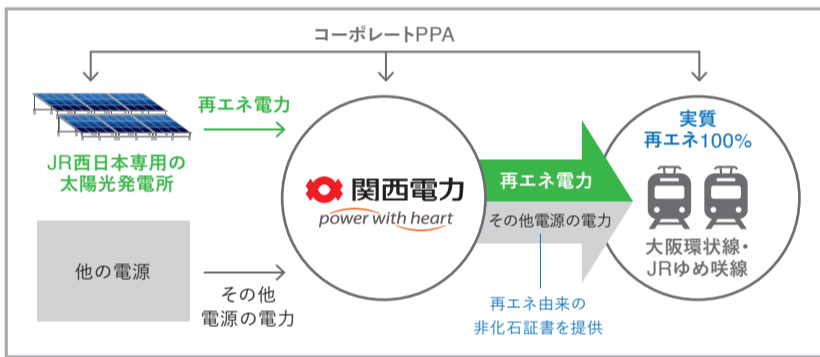 コーポレートPPA
再エネ電力
JR西日本専用の
太陽光発電所
他の電源
その他
電源の電力
関西電力
power with heart
再エネ電力
その他電源の電力
再エネ由来の
非化石証書を提供
実質
再エネ100%
大阪環状線・
JRゆめ咲線